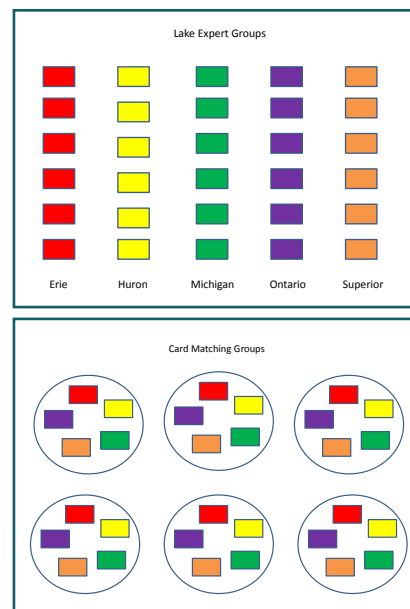 Lake Expert Groups
Erie Huron Michigan Ontario Superior
Card Matching Groups